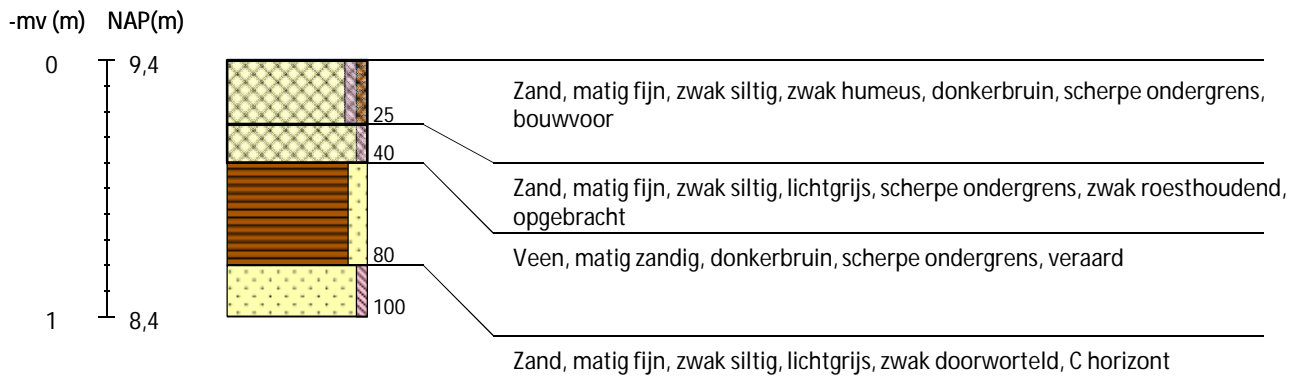 -mv (m) NAP(m)
0 9,4
Zand, matig fijn, zwak siltig, zwak humeus, donkerbruin, scherpe ondergrens,
bouwvoor
25
40
Zand, matig fijn, zwak siltig, lichtgrijs, scherpe ondergrens, zwak roesthoudend,
opgebracht
Veen, matig zandig, donkerbruin, scherpe ondergrens, veraard
80
100
1 8,4
Zand, matig fijn, zwak siltig, lichtgrijs, zwak doorworteld, C horizont